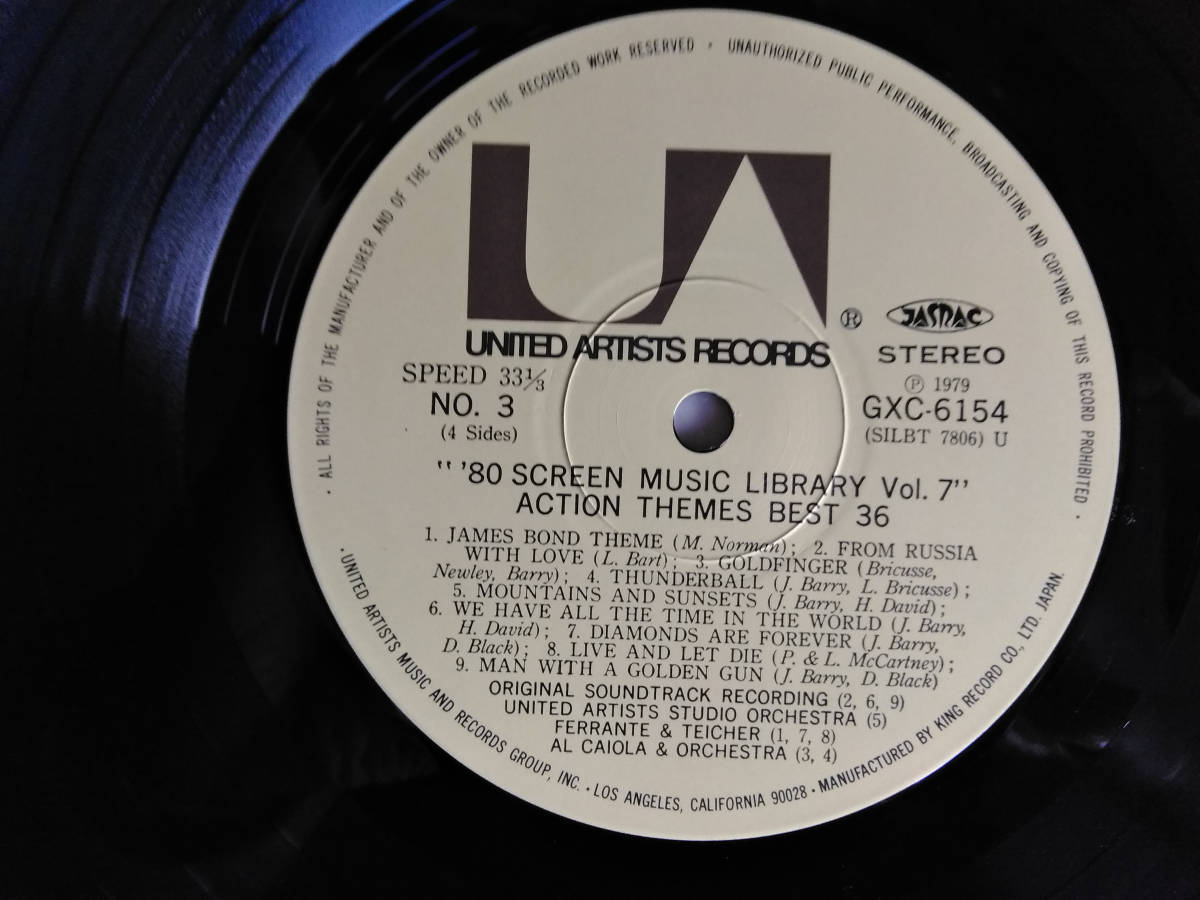 · ALL RIGHTS OF THE MANUFACTURER AND OF THE OWNER OF THE RECORDED WORK RESERVED · UNAUTHORIZED PUBLIC PERFORMANCE, BROADCASTING AND COPYING OF THIS RECORD PROHIBITED ·
UA
UNITED ARTISTS RECORDS ®
JASRAC
SPEED 33 1/3
STEREO
℗ 1979
NO. 3
GXC-6154
(4 Sides)
(SILBT 7806) U
"'80 SCREEN MUSIC LIBRARY Vol. 7"
ACTION THEMES BEST 36
1. JAMES BOND THEME (M. Norman); 2. FROM RUSSIA
WITH LOVE (L. Bart); 3. GOLDFINGER (Bricusse,
Newley, Barry); 4. THUNDERBALL (J. Barry, L. Bricusse);
5. MOUNTAINS AND SUNSETS (J. Barry, H. David);
6. WE HAVE ALL THE TIME IN THE WORLD (J. Barry,
H. David); 7. DIAMONDS ARE FOREVER (J. Barry,
D. Black); 8. LIVE AND LET DIE (P. & L. McCartney);
9. MAN WITH A GOLDEN GUN (J. Barry, D. Black)
ORIGINAL SOUNDTRACK RECORDING (2, 6, 9)
UNITED ARTISTS STUDIO ORCHESTRA (5)
FERRANTE & TEICHER (1, 7, 8)
AL CAIOLA & ORCHESTRA (3, 4)
· UNITED ARTISTS MUSIC AND RECORDS GROUP, INC. · LOS ANGELES, CALIFORNIA 90028 · MANUFACTURED BY KING RECORD CO., LTD. JAPAN.